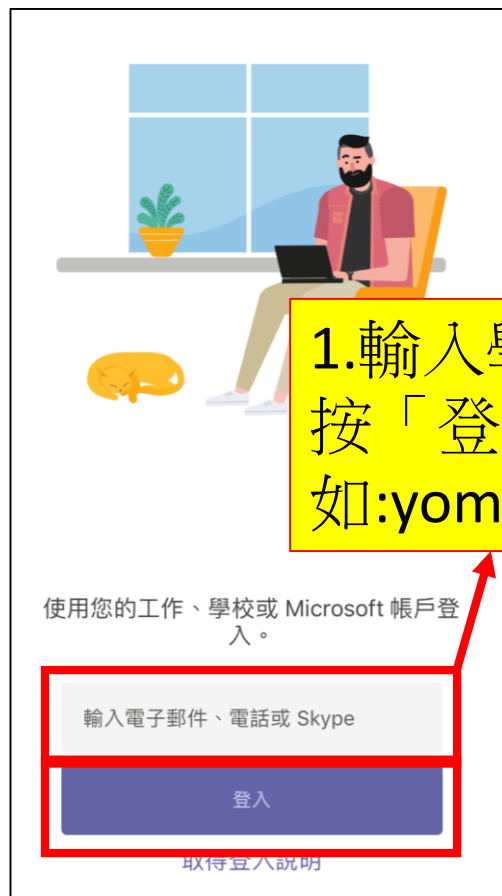 1.輸入
按「登
如:yom
使用您的工作、學校或 Microsoft 帳戶登
入。
輸入電子郵件、電話或 Skype
登入
取得登入說明